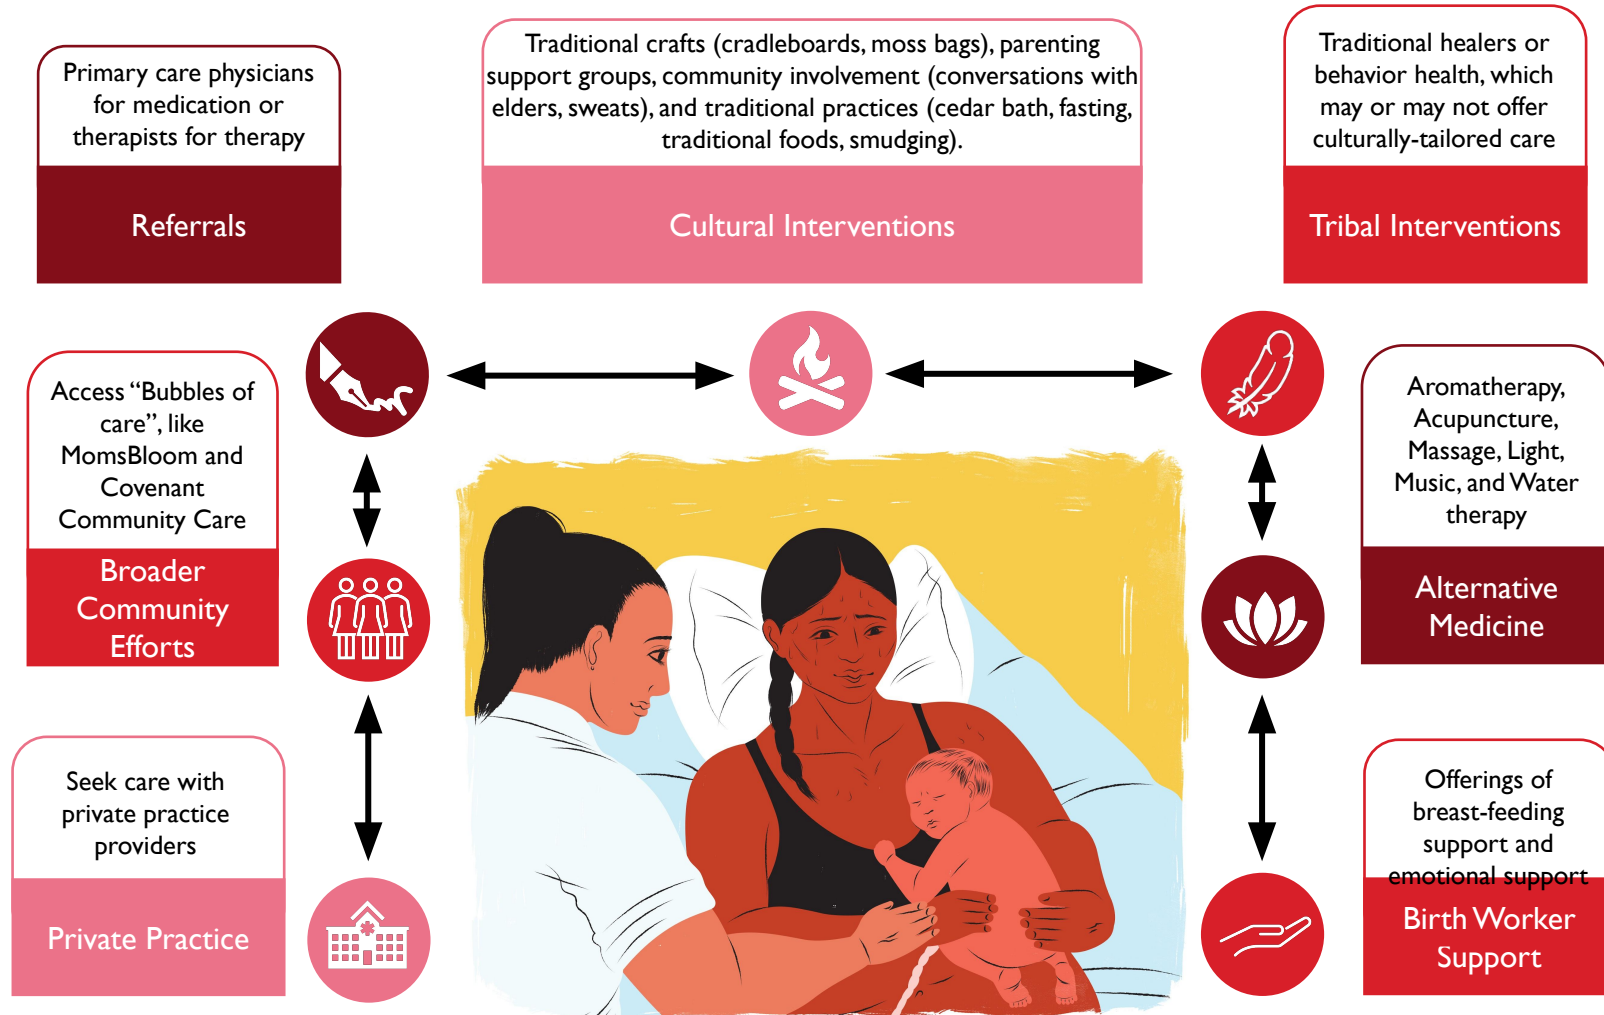 Primary care physicians
for medication or
therapists for therapy
Referrals
Traditional crafts (cradleboards, moss bags), parenting
support groups, community involvement (conversations with
elders, sweats), and traditional practices (cedar bath, fasting,
traditional foods, smudging).
Cultural Interventions
Traditional healers or
behavior health, which
may or may not offer
culturally-tailored care
Tribal Interventions
Access “Bubbles of
care”, like
MomsBloom and
Covenant
Community Care
Broader
Community
Efforts
Aromatherapy,
Acupuncture,
Massage, Light,
Music, and Water
therapy
Alternative
Medicine
Seek care with
private practice
providers
Private Practice
Offerings of
breast-feeding
support and
emotional support
Birth Worker
Support